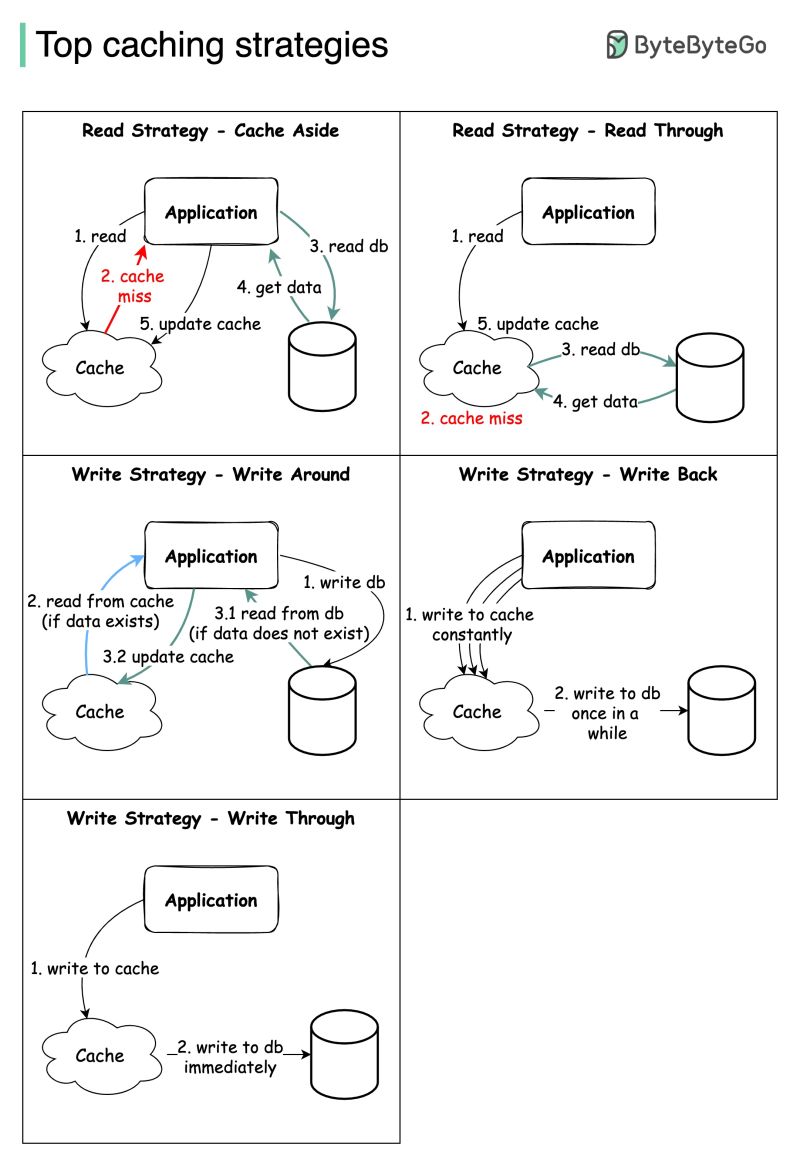 Top caching strategies
ByteByteGo
Read Strategy - Cache Aside
Application
1. read
2. cache
miss
3. read db
4. get data
5. update cache
Cache
Read Strategy - Read Through
Application
1. read
5. update cache
3. read db
Cache
4. get data
2. cache miss
Write Strategy - Write Around
Application
1. write db
2. read from cache
(if data exists)
3.1 read from db
(if data does not exist)
3.2 update cache
Cache
Write Strategy - Write Back
Application
1. write to cache
constantly
Cache
2. write to db
once in a
while
Write Strategy - Write Through
Application
1. write to cache
Cache
2. write to db
immediately